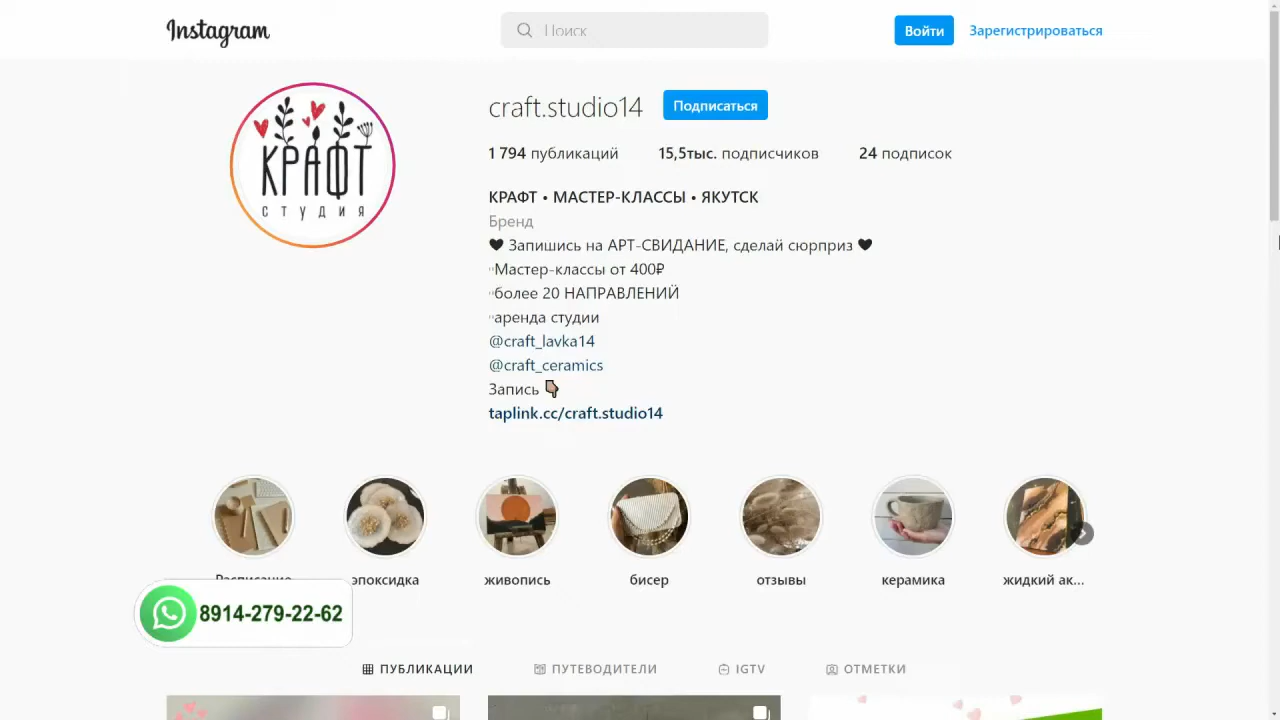 Instagram
Поиск
Войти
Зарегистрироваться
КРАФТ
студия
craft.studio14
Подписаться
1 794 публикаций
15,5тыс. подписчиков
24 подписок
КРАФТ • МАСТЕР-КЛАССЫ • ЯКУТСК
Бренд
🖤 Запишись на АРТ-СВИДАНИЕ, сделай сюрприз 🖤
Мастер-классы от 400₽
более 20 НАПРАВЛЕНИЙ
аренда студии
@craft_lavka14
@craft_ceramics
Запись 👇🏽
taplink.cc/craft.studio14
Расписание
эпоксидка
живопись
бисер
отзывы
керамика
жидкий ак...
8914-279-22-62
ПУБЛИКАЦИИ
ПУТЕВОДИТЕЛИ
IGTV
ОТМЕТКИ